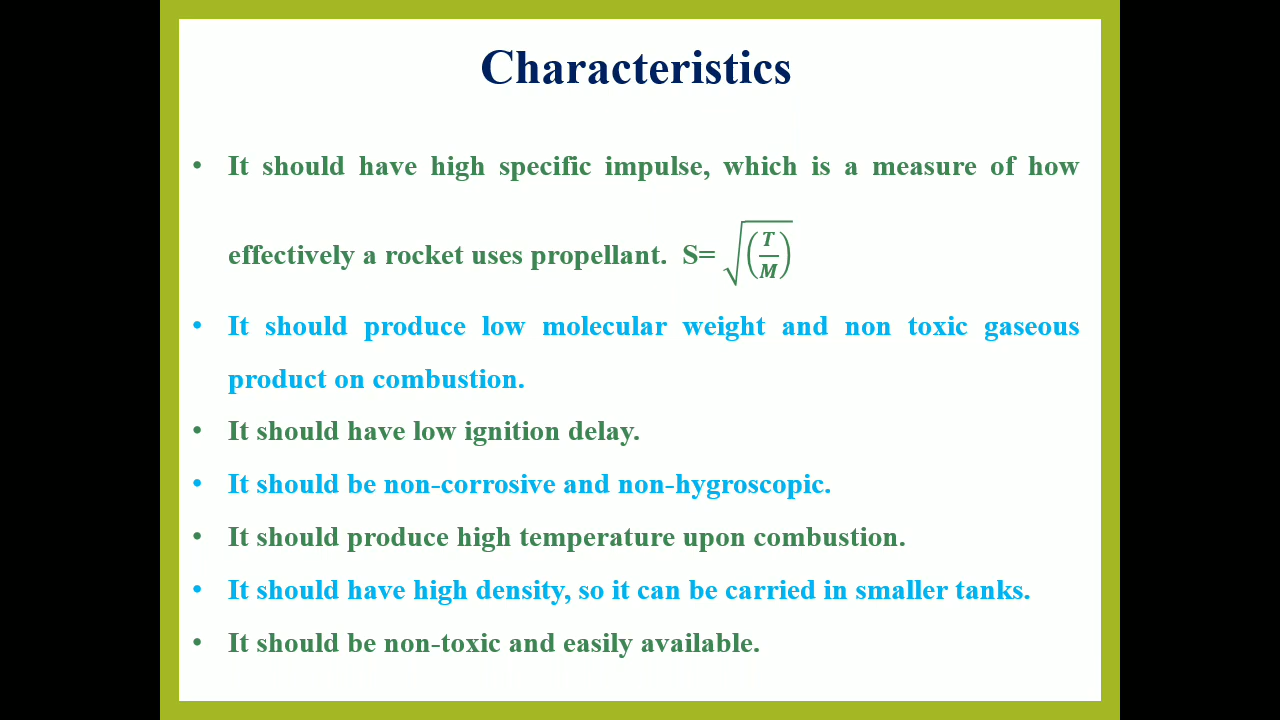 Characteristics
• It should have high specific impulse, which is a measure of how
effectively a rocket uses propellant. S= √(T/M)
• It should produce low molecular weight and non toxic gaseous
product on combustion.
• It should have low ignition delay.
• It should be non-corrosive and non-hygroscopic.
• It should produce high temperature upon combustion.
• It should have high density, so it can be carried in smaller tanks.
• It should be non-toxic and easily available.